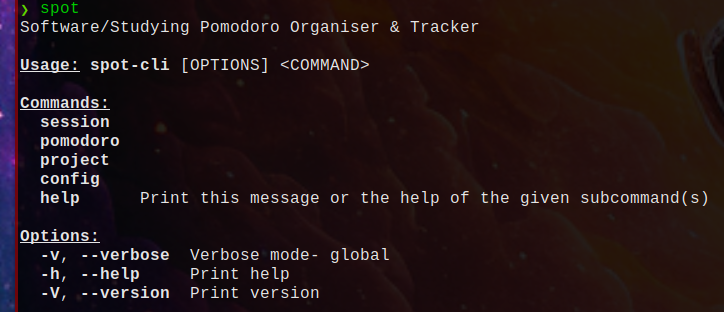 ❯ spot
Software/Studying Pomodoro Organiser & Tracker
Usage: spot-cli [OPTIONS] <COMMAND>
Commands:
session
pomodoro
project
config
help Print this message or the help of the given subcommand(s)
Options:
-v, --verbose Verbose mode- global
-h, --help Print help
-V, --version Print version